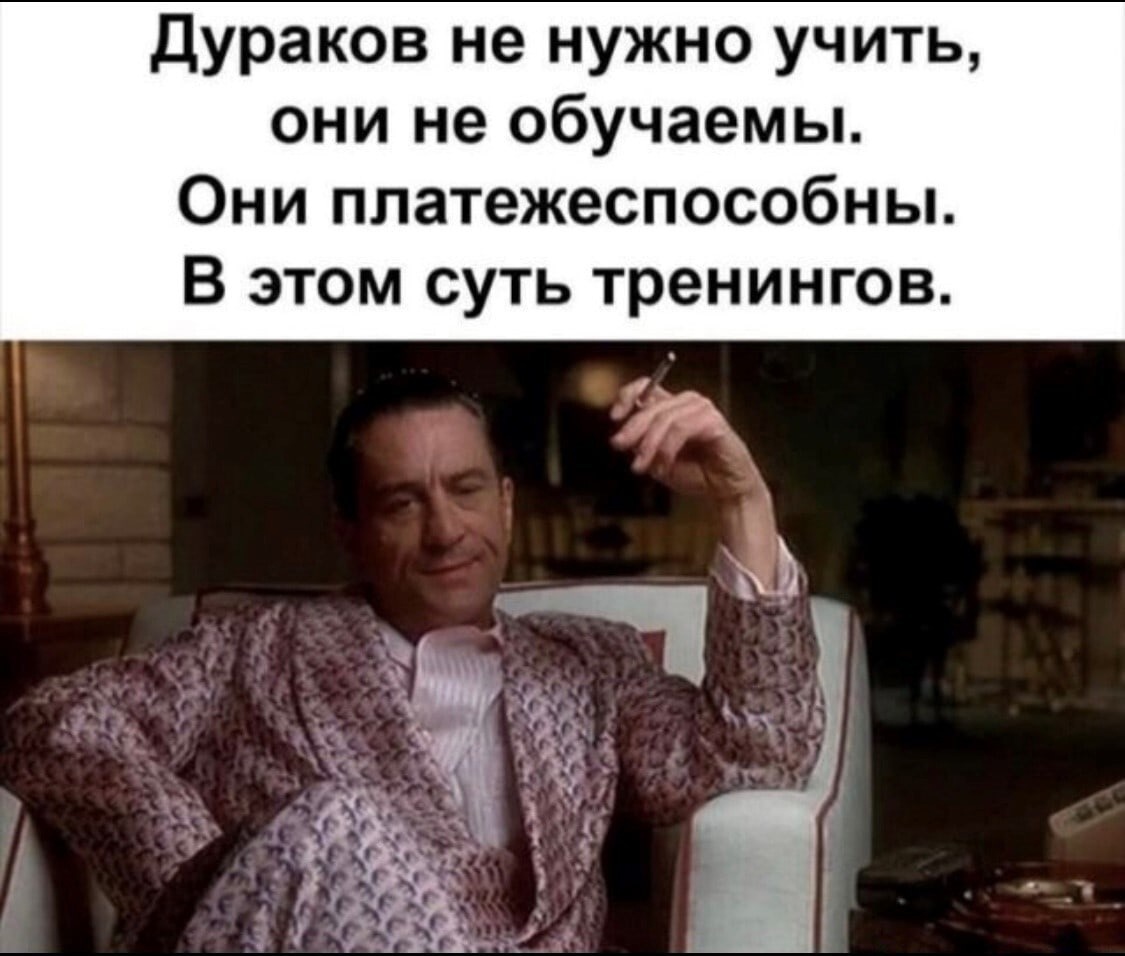 Дураков не нужно учить,
они не обучаемы.
Они платежеспособны.
В этом суть тренингов.